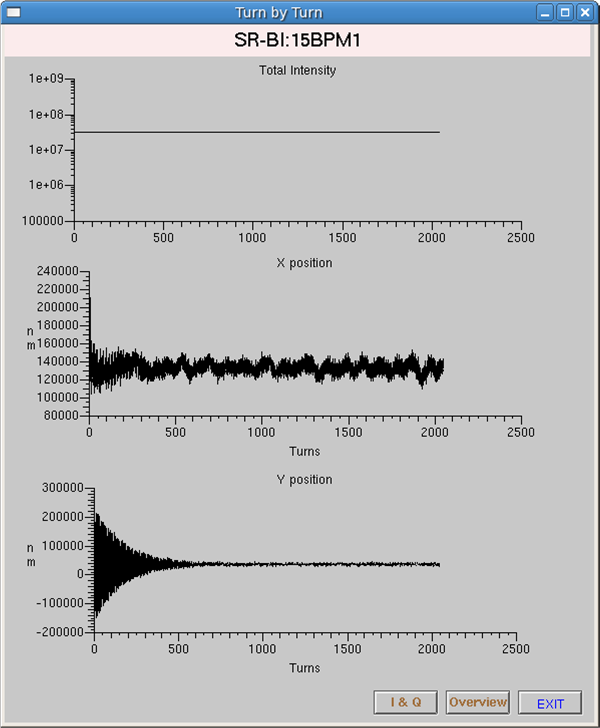 Turn by Turn
SR-BI:15BPM1
Total Intensity
1e+09
1e+08
1e+07
1e+06
100000
0 500 1000 1500 2000 2500
X position
240000
220000
200000
180000
n
m
160000
140000
120000
100000
80000
0 500 1000 1500 2000 2500
Turns
Y position
300000
200000
n
m
100000
0
-100000
-200000
0 500 1000 1500 2000 2500
Turns
I & Q Overview EXIT